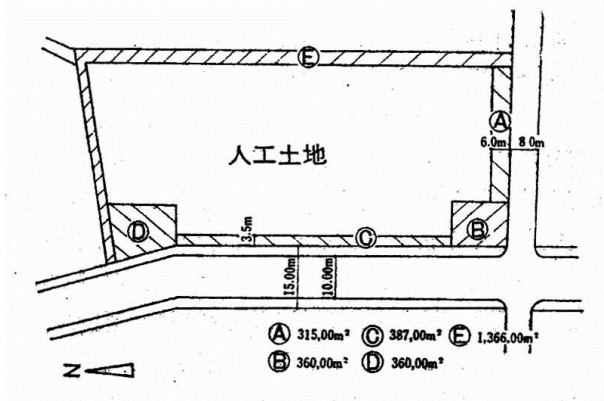 E
A
6.0m 8.0m
人工土地
D
3.5m
C
B
15.00m
10.00m
A 315,00m² C 387,00m² E 1,366.00m²
B 360,00m² D 360,00m²
N